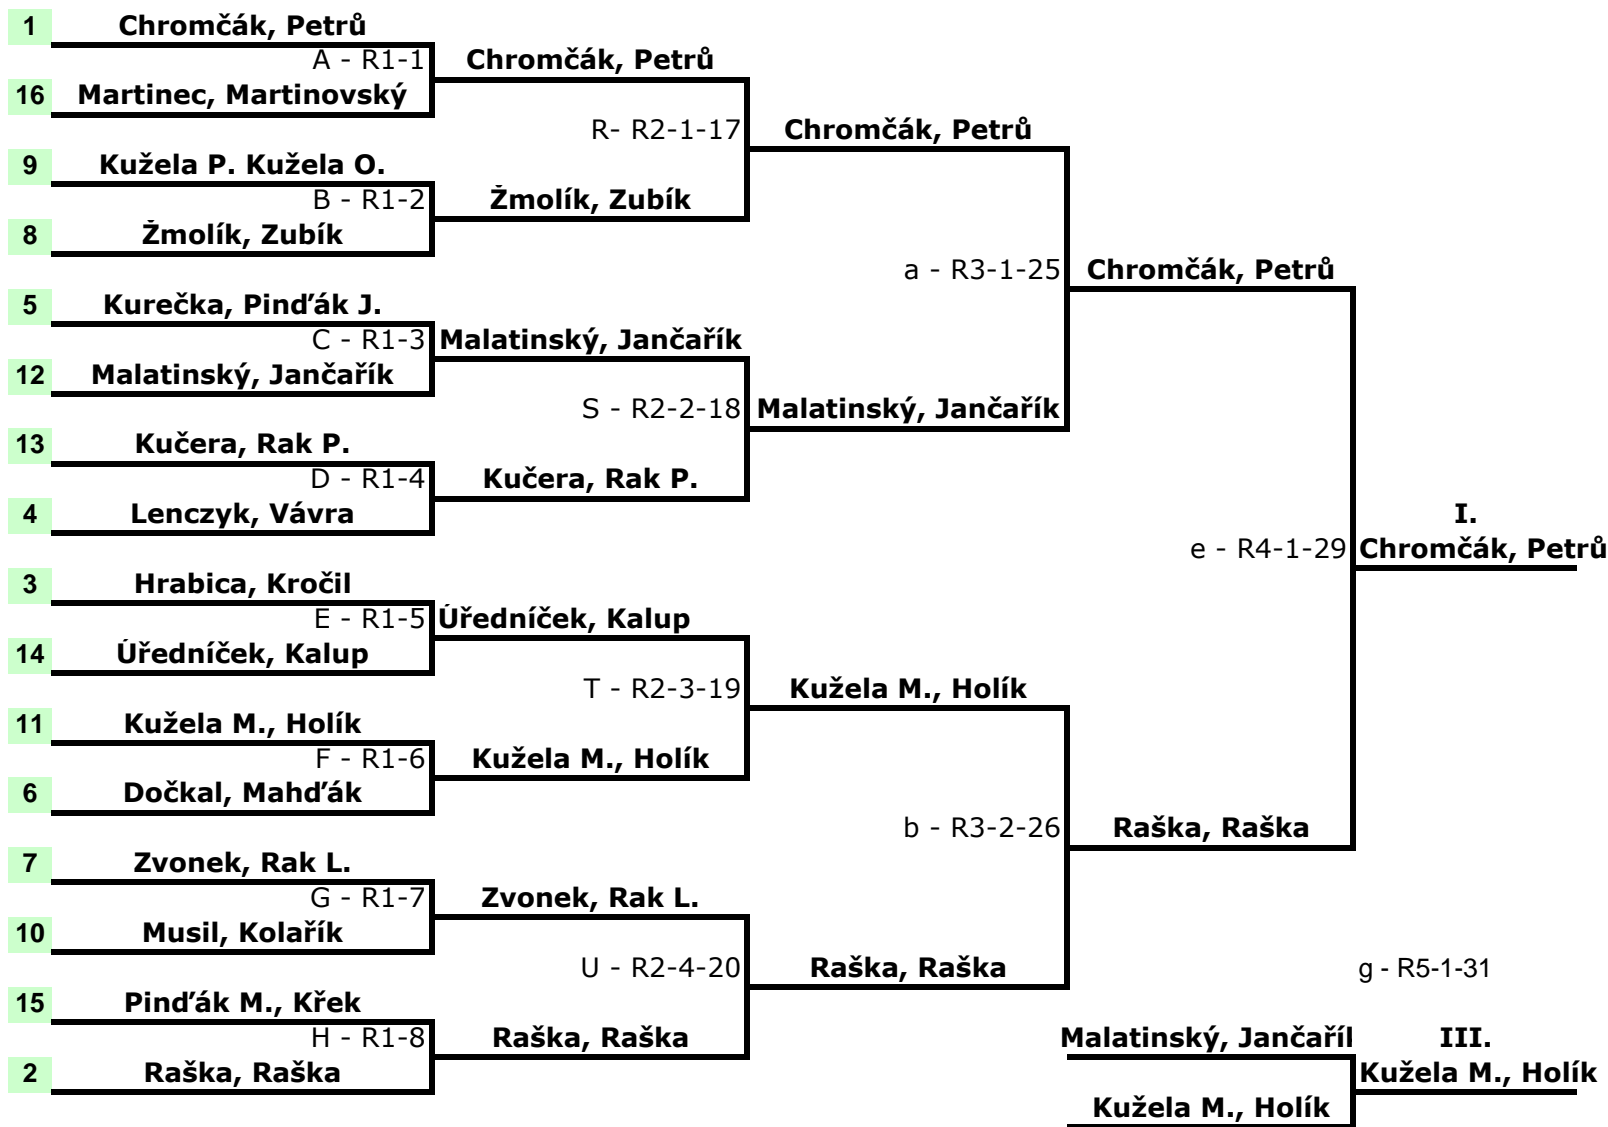 1 Chromčák, Petrů
A - R1-1 Chromčák, Petrů
16 Martinec, Martinovský
R- R2-1-17 Chromčák, Petrů
9 Kužela P. Kužela O.
B - R1-2 Žmolík, Zubík
8 Žmolík, Zubík
a - R3-1-25 Chromčák, Petrů
5 Kurečka, Pinďák J.
C - R1-3 Malatinský, Jančařík
12 Malatinský, Jančařík
S - R2-2-18 Malatinský, Jančařík
13 Kučera, Rak P.
D - R1-4 Kučera, Rak P.
4 Lenczyk, Vávra
I.
e - R4-1-29 Chromčák, Petrů
3 Hrabica, Kročil
E - R1-5 Úředníček, Kalup
14 Úředníček, Kalup
T - R2-3-19 Kužela M., Holík
11 Kužela M., Holík
F - R1-6 Kužela M., Holík
6 Dočkal, Mahďák
b - R3-2-26 Raška, Raška
7 Zvonek, Rak L.
G - R1-7 Zvonek, Rak L.
10 Musil, Kolařík
U - R2-4-20 Raška, Raška
g - R5-1-31
15 Pinďák M., Křek
H - R1-8 Raška, Raška
Malatinský, Jančaříl III.
2 Raška, Raška
Kužela M., Holík
Kužela M., Holík